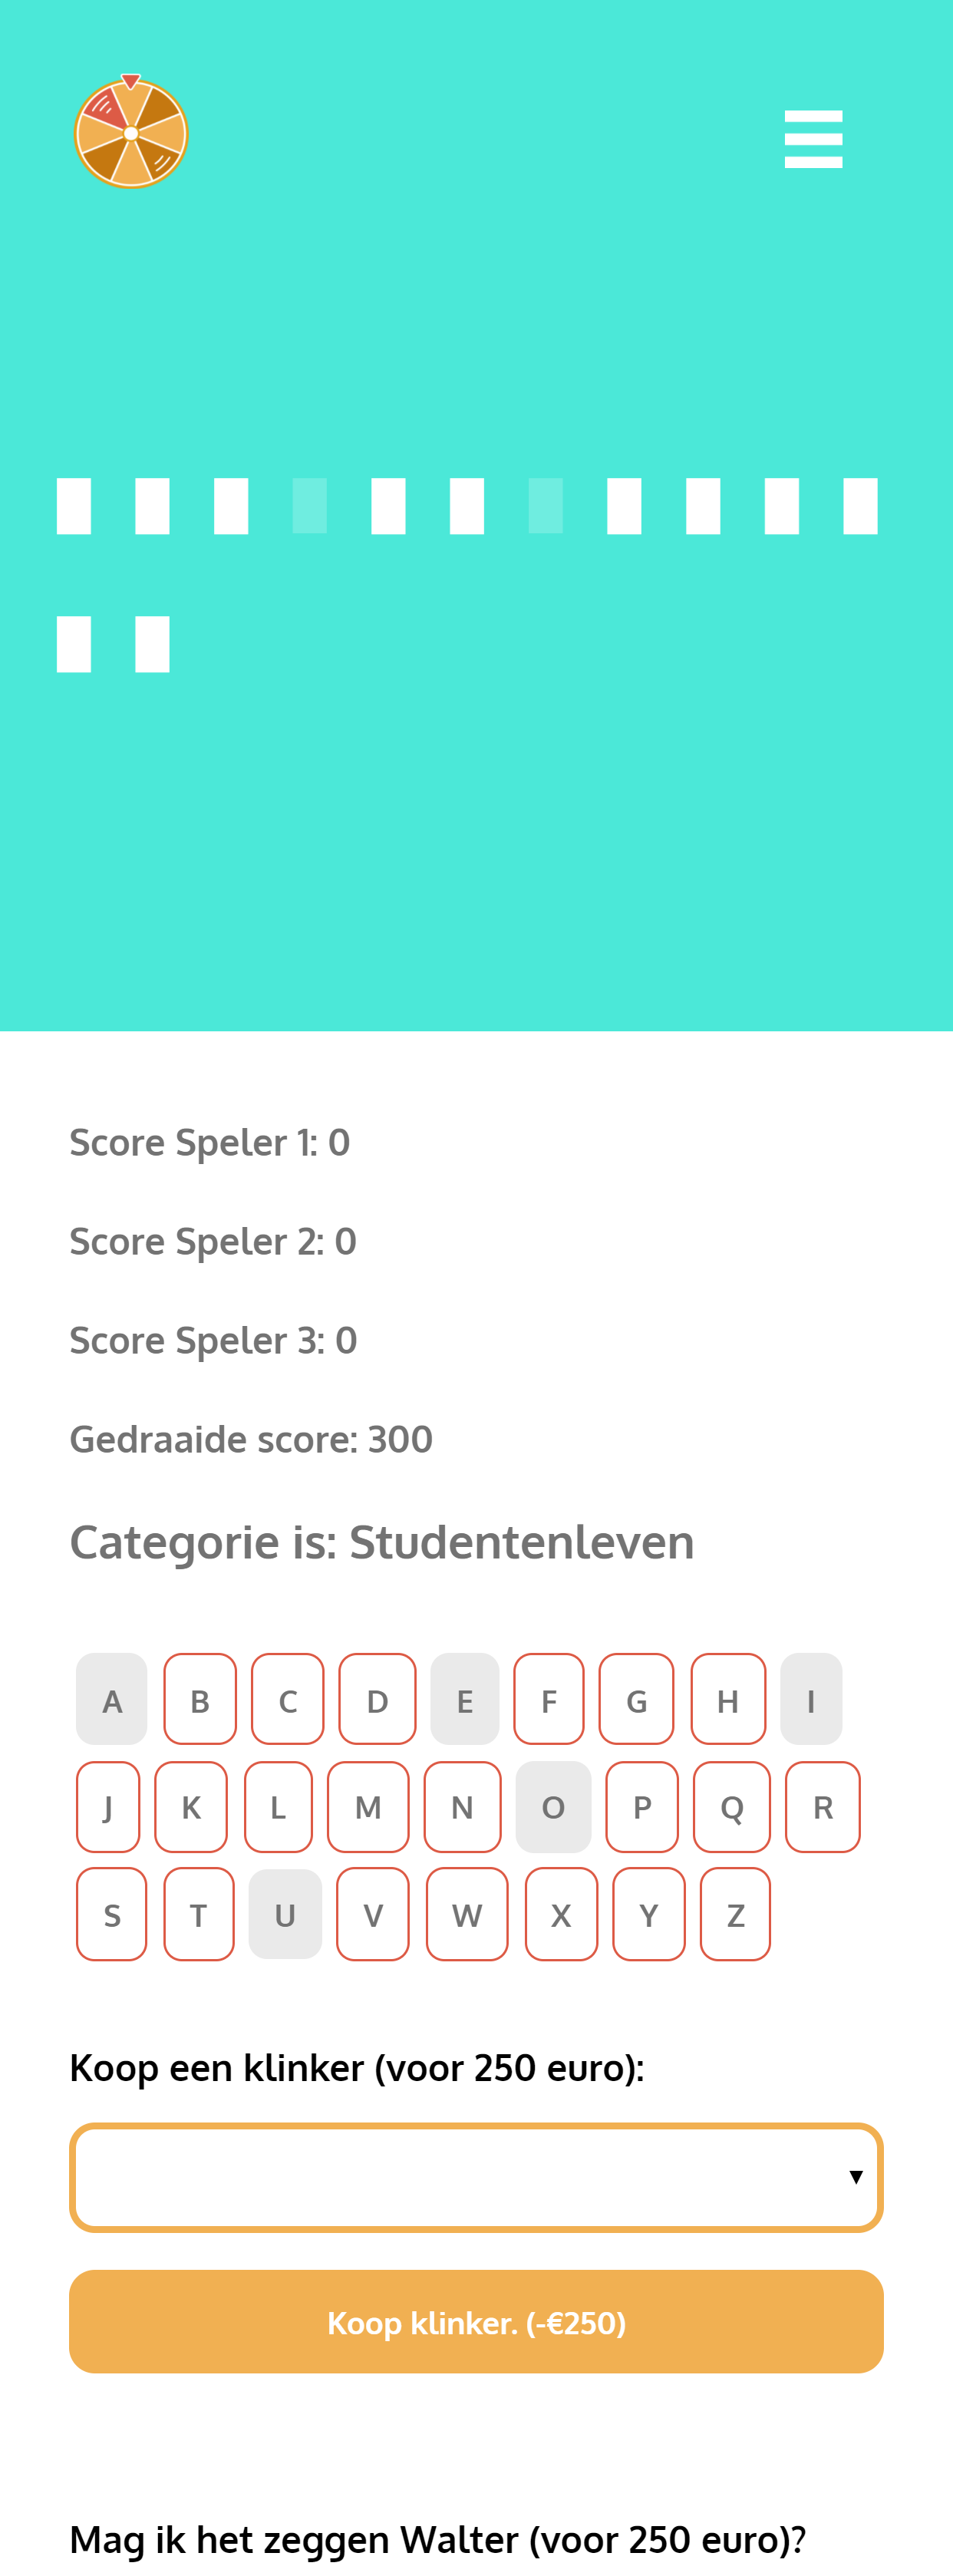 Score Speler 1: 0
Score Speler 2: 0
Score Speler 3: 0
Gedraaide score: 300
Categorie is: Studentenleven
A B C D E F G H I
J K L M N O P Q R
S T U V W X Y Z
Koop een klinker (voor 250 euro):
Koop klinker. (-€250)
Mag ik het zeggen Walter (voor 250 euro)?